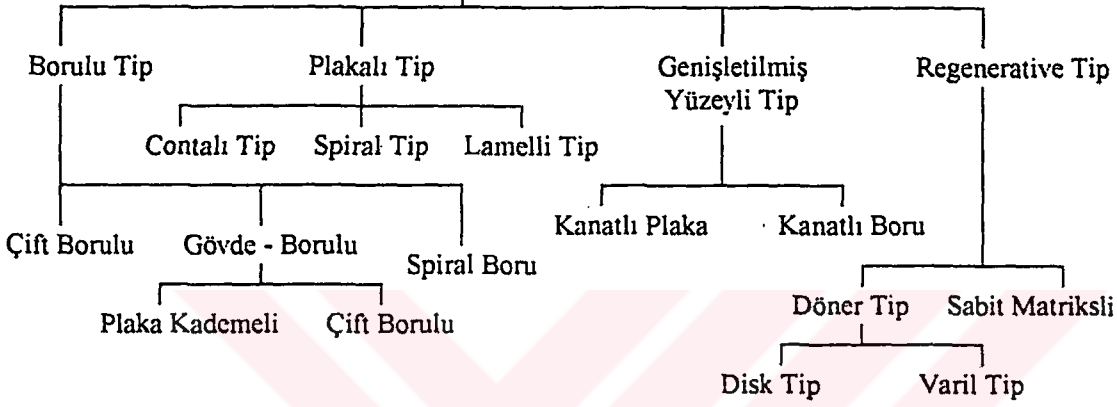 Borulu Tip
Plakalı Tip
Genişletilmiş
Yüzeyli Tip
Regenerative Tip
Contalı Tip
Spiral Tip
Lamelli Tip
Kanatlı Plaka
Kanatlı Boru
Çift Borulu
Gövde - Borulu
Spiral Boru
Plaka Kademeli
Çift Borulu
Döner Tip
Sabit Matriksli
Disk Tip
Varil Tip